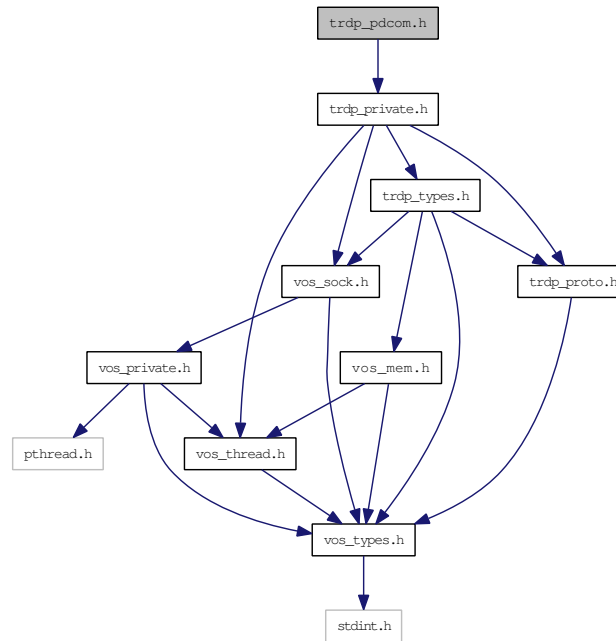 trdp_pdcom.h
trdp_private.h
trdp_types.h
vos_sock.h
trdp_proto.h
vos_private.h
vos_mem.h
pthread.h
vos_thread.h
vos_types.h
stdint.h